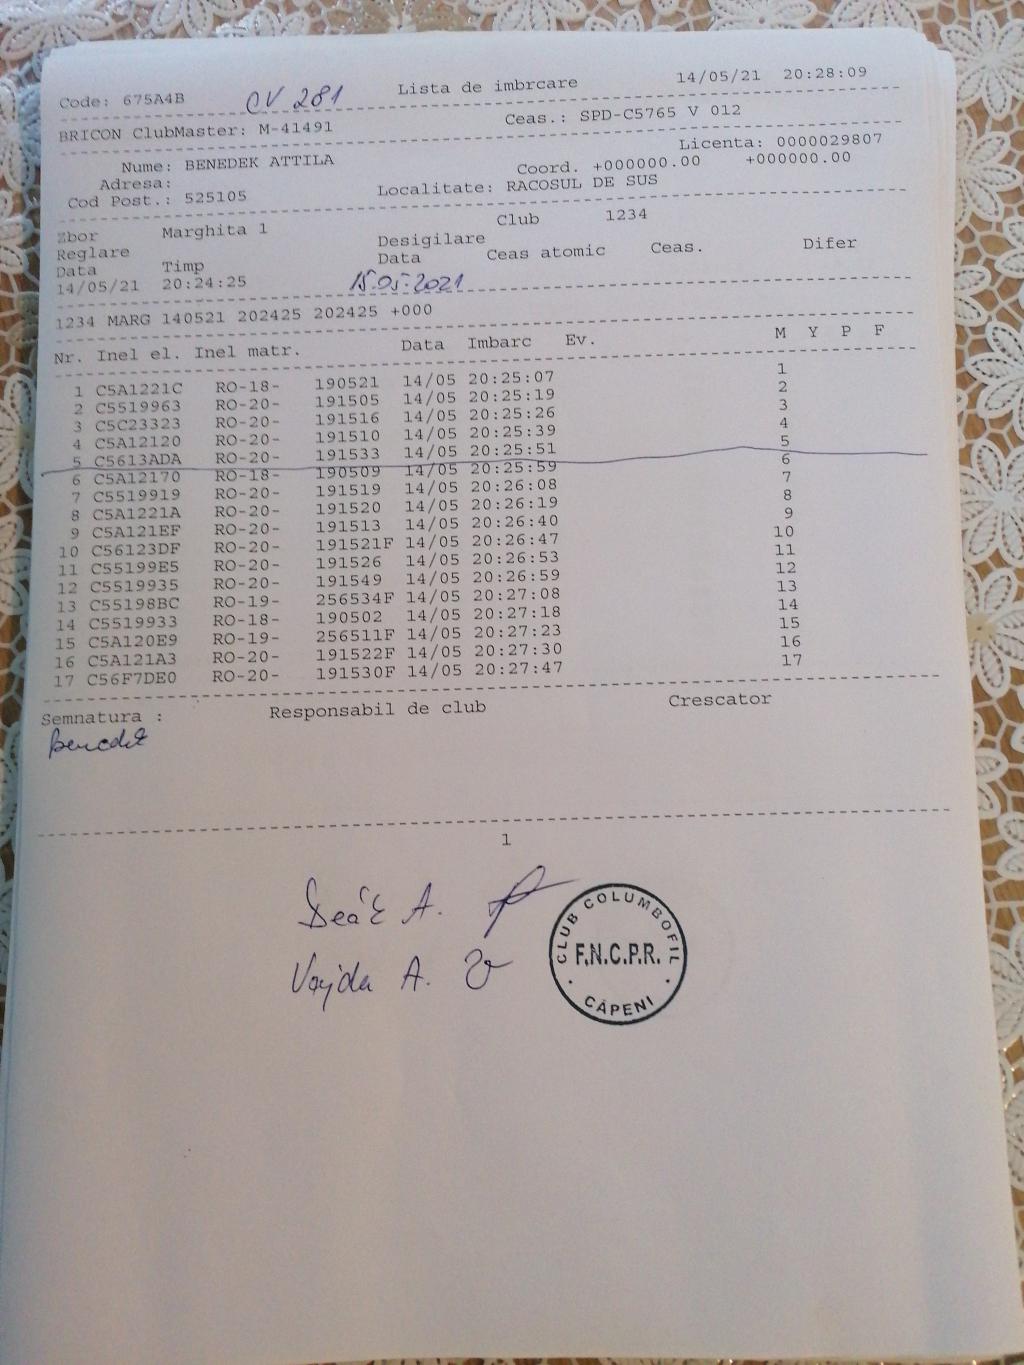 Code: 675A4B CV 281 Lista de imbrcare 14/05/21 20:28:09
BRICON ClubMaster: M-41491 Ceas.: SPD-C5765 V 012
Licenta: 0000029807
Nume: BENEDEK ATTILA Coord. +000000.00 +000000.00
Adresa:
Cod Post.: 525105 Localitate: RACOSUL DE SUS
Club 1234
Zbor Marghita 1
Reglare Desigilare
Data Timp Data Ceas atomic Ceas. Difer
14/05/21 20:24:25 15.05.2021
1234 MARG 140521 202425 202425 +000
Nr. Inel el. Inel matr. Data Imbarc Ev. M Y P F
1 C5A1221C RO-18- 190521 14/05 20:25:07 1
2 C5519963 RO-20- 191505 14/05 20:25:19 2
3 C5C23323 RO-20- 191516 14/05 20:25:26 3
4 C5A12120 RO-20- 191510 14/05 20:25:39 4
5 C5613ADA RO-20- 191533 14/05 20:25:51 5
6 C5A12170 RO-18- 190509 14/05 20:25:59 6
7 C5519919 RO-20- 191519 14/05 20:26:08 7
8 C5A1221A RO-20- 191520 14/05 20:26:19 8
9 C5A121EF RO-20- 191513 14/05 20:26:40 9
10 C56123DF RO-20- 191521F 14/05 20:26:47 10
11 C55199E5 RO-20- 191526 14/05 20:26:53 11
12 C5519935 RO-20- 191549 14/05 20:26:59 12
13 C55198BC RO-19- 256534F 14/05 20:27:08 13
14 C5519933 RO-18- 190502 14/05 20:27:18 14
15 C5A120E9 RO-19- 256511F 14/05 20:27:23 15
16 C5A121A3 RO-20- 191522F 14/05 20:27:30 16
17 C56F7DE0 RO-20- 191530F 14/05 20:27:47 17
Semnatura : Responsabil de club Crescator
Benedek
1
Deák A.
Vajda A.
CLUB COLUMBOFIL
F.N.C.P.R.
CĂPENI